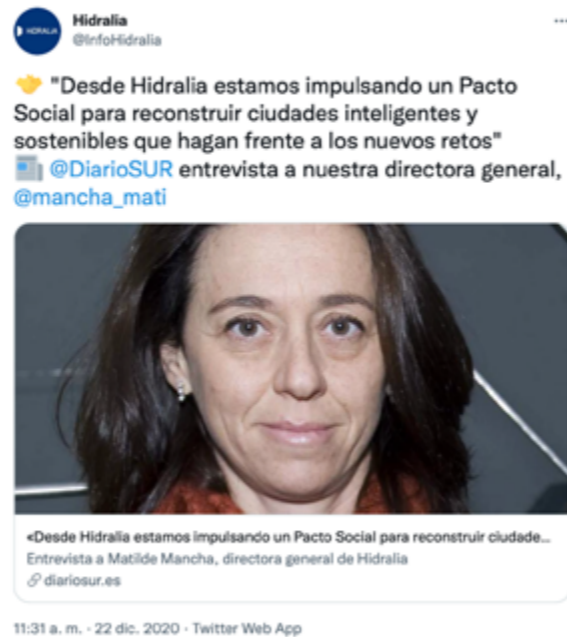 Hidralia
@InfoHidralia
HIDRALIA
"Desde Hidralia estamos impulsando un Pacto
Social para reconstruir ciudades inteligentes y
sostenibles que hagan frente a los nuevos retos"
@DiarioSUR entrevista a nuestra directora general,
@mancha_mati
«Desde Hidralia estamos impulsando un Pacto Social para reconstruir ciudade...
Entrevista a Matilde Mancha, directora general de Hidralia
diariosur.es
11:31 a. m. · 22 dic. 2020 · Twitter Web App